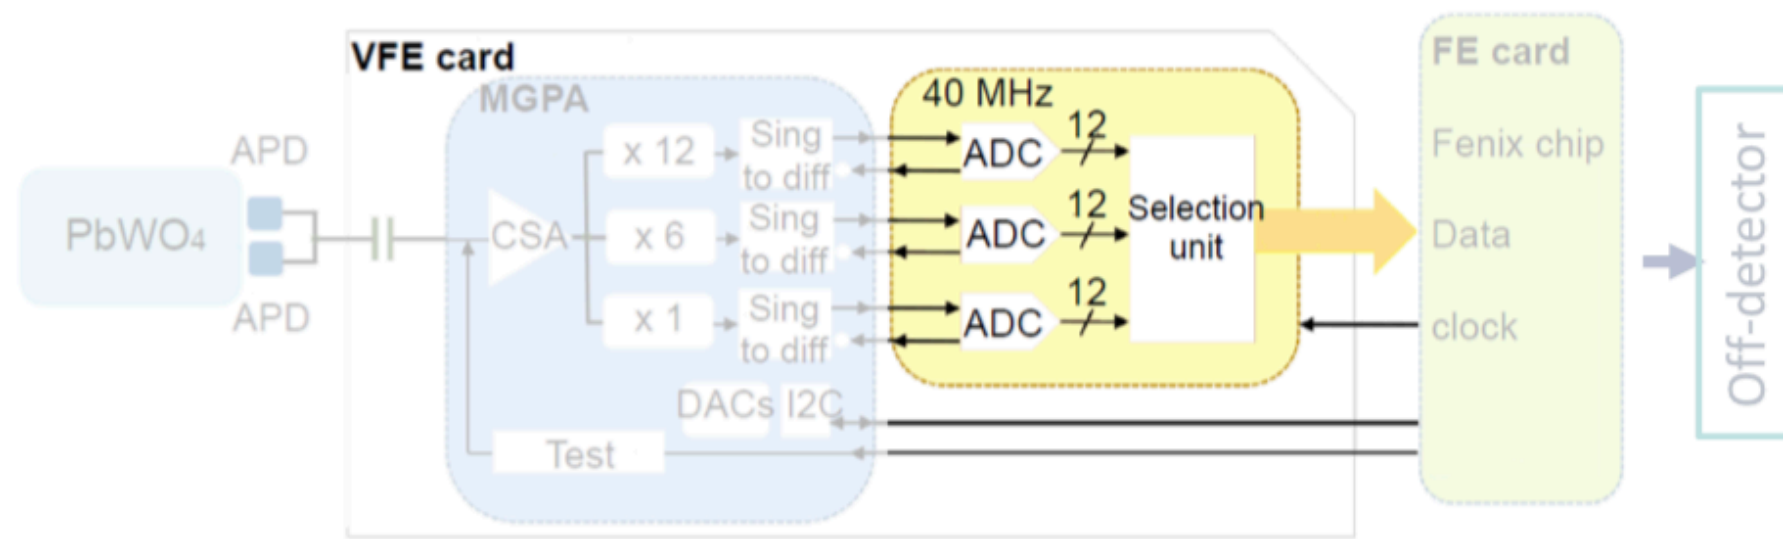 VFE card
MGPA
40 MHz
FE card
APD
PbWO4
APD
CSA
x 12
x 6
x 1
Sing
to diff
Sing
to diff
Sing
to diff
DACs
I2C
Test
ADC
ADC
ADC
12
12
12
Selection
unit
Fenix chip
Data
clock
Off-detector